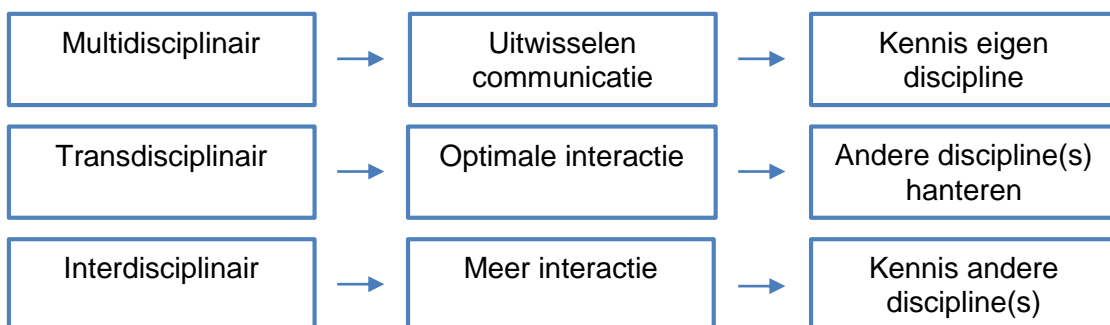 Multidisciplinair
Uitwisselen
communicatie
Kennis eigen
discipline
Transdisciplinair
Optimale interactie
Andere discipline(s)
hanteren
Interdisciplinair
Meer interactie
Kennis andere
discipline(s)